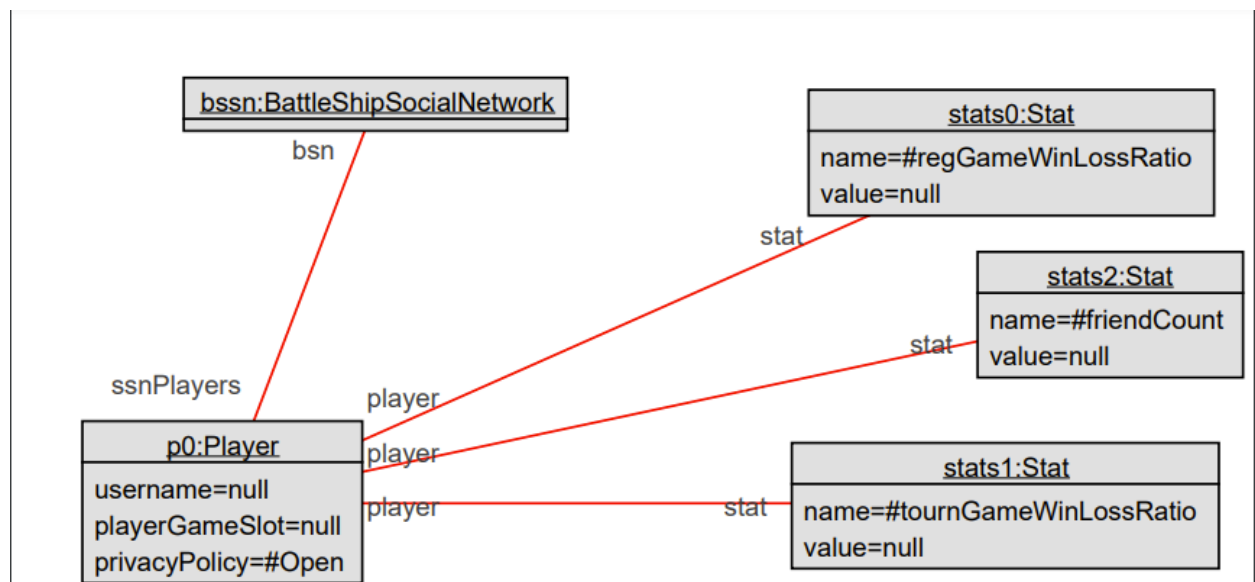 bssn:BattleShipSocialNetwork
bsn
ssnPlayers
stats0:Stat
name=#regGameWinLossRatio
value=null
stat
stats2:Stat
name=#friendCount
value=null
stat
player
player
player
p0:Player
username=null
playerGameSlot=null
privacyPolicy=#Open
stat
stats1:Stat
name=#tournGameWinLossRatio
value=null